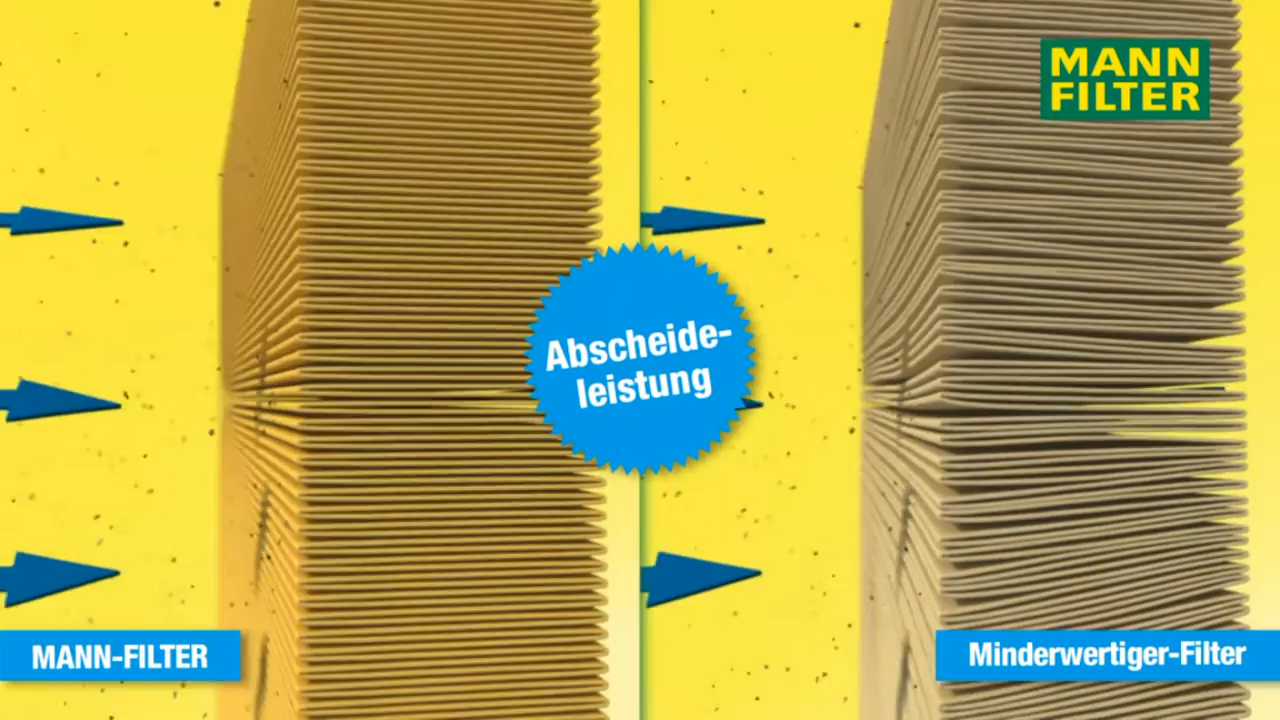 MANN
FILTER
Abscheide-
leistung
MANN-FILTER
Minderwertiger-Filter